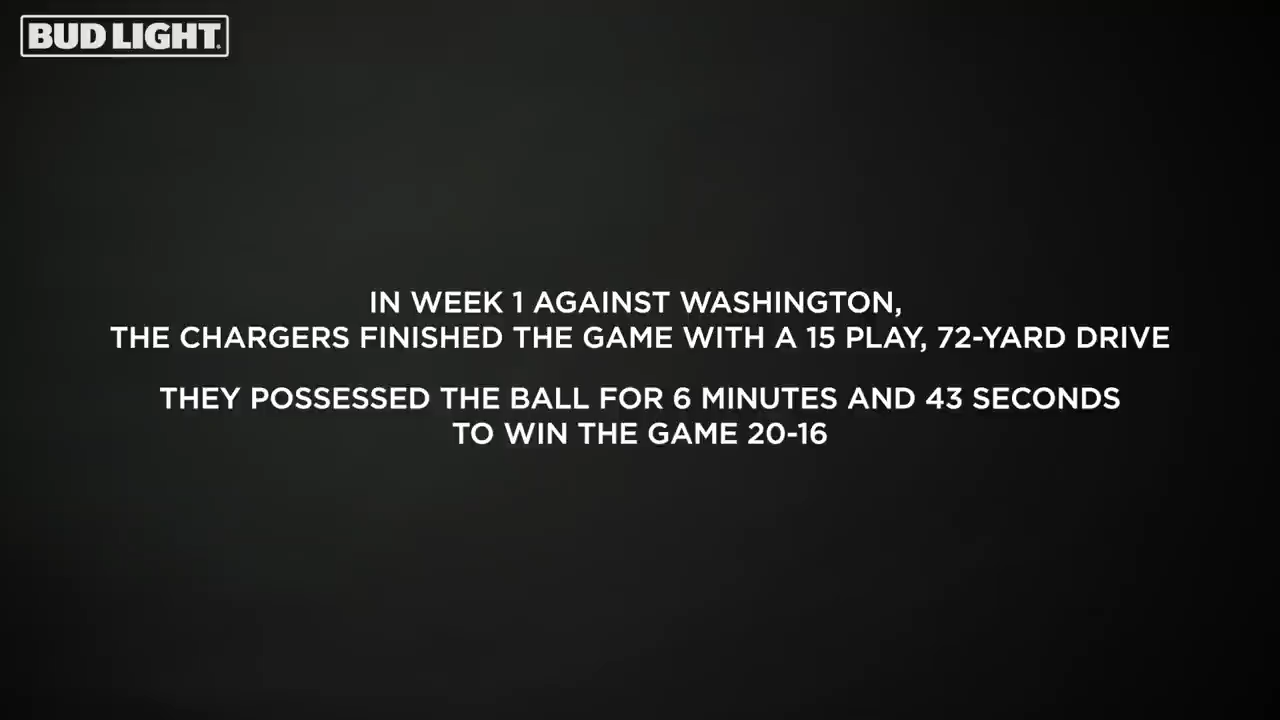 BUD LIGHT.
IN WEEK 1 AGAINST WASHINGTON,
THE CHARGERS FINISHED THE GAME WITH A 15 PLAY, 72-YARD DRIVE
THEY POSSESSED THE BALL FOR 6 MINUTES AND 43 SECONDS
TO WIN THE GAME 20-16